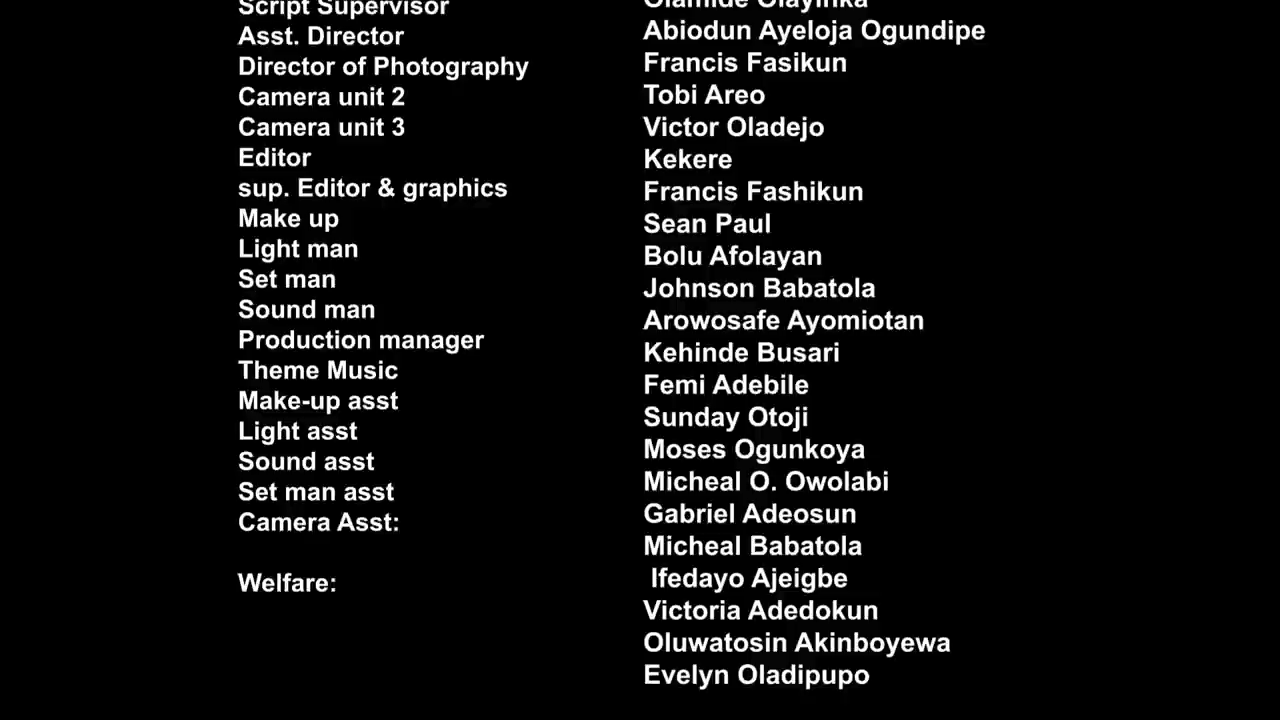 Script Supervisor
Asst. Director
Director of Photography
Camera unit 2
Camera unit 3
Editor
sup. Editor & graphics
Make up
Light man
Set man
Sound man
Production manager
Theme Music
Make-up asst
Light asst
Sound asst
Set man asst
Camera Asst:
Welfare:
Olamide Olayinka
Abiodun Ayeloja Ogundipe
Francis Fasikun
Tobi Areo
Victor Oladejo
Kekere
Francis Fashikun
Sean Paul
Bolu Afolayan
Johnson Babatola
Arowosafe Ayomiotan
Kehinde Busari
Femi Adebile
Sunday Otoji
Moses Ogunkoya
Micheal O. Owolabi
Gabriel Adeosun
Micheal Babatola
Ifedayo Ajeigbe
Victoria Adedokun
Oluwatosin Akinboyewa
Evelyn Oladipupo